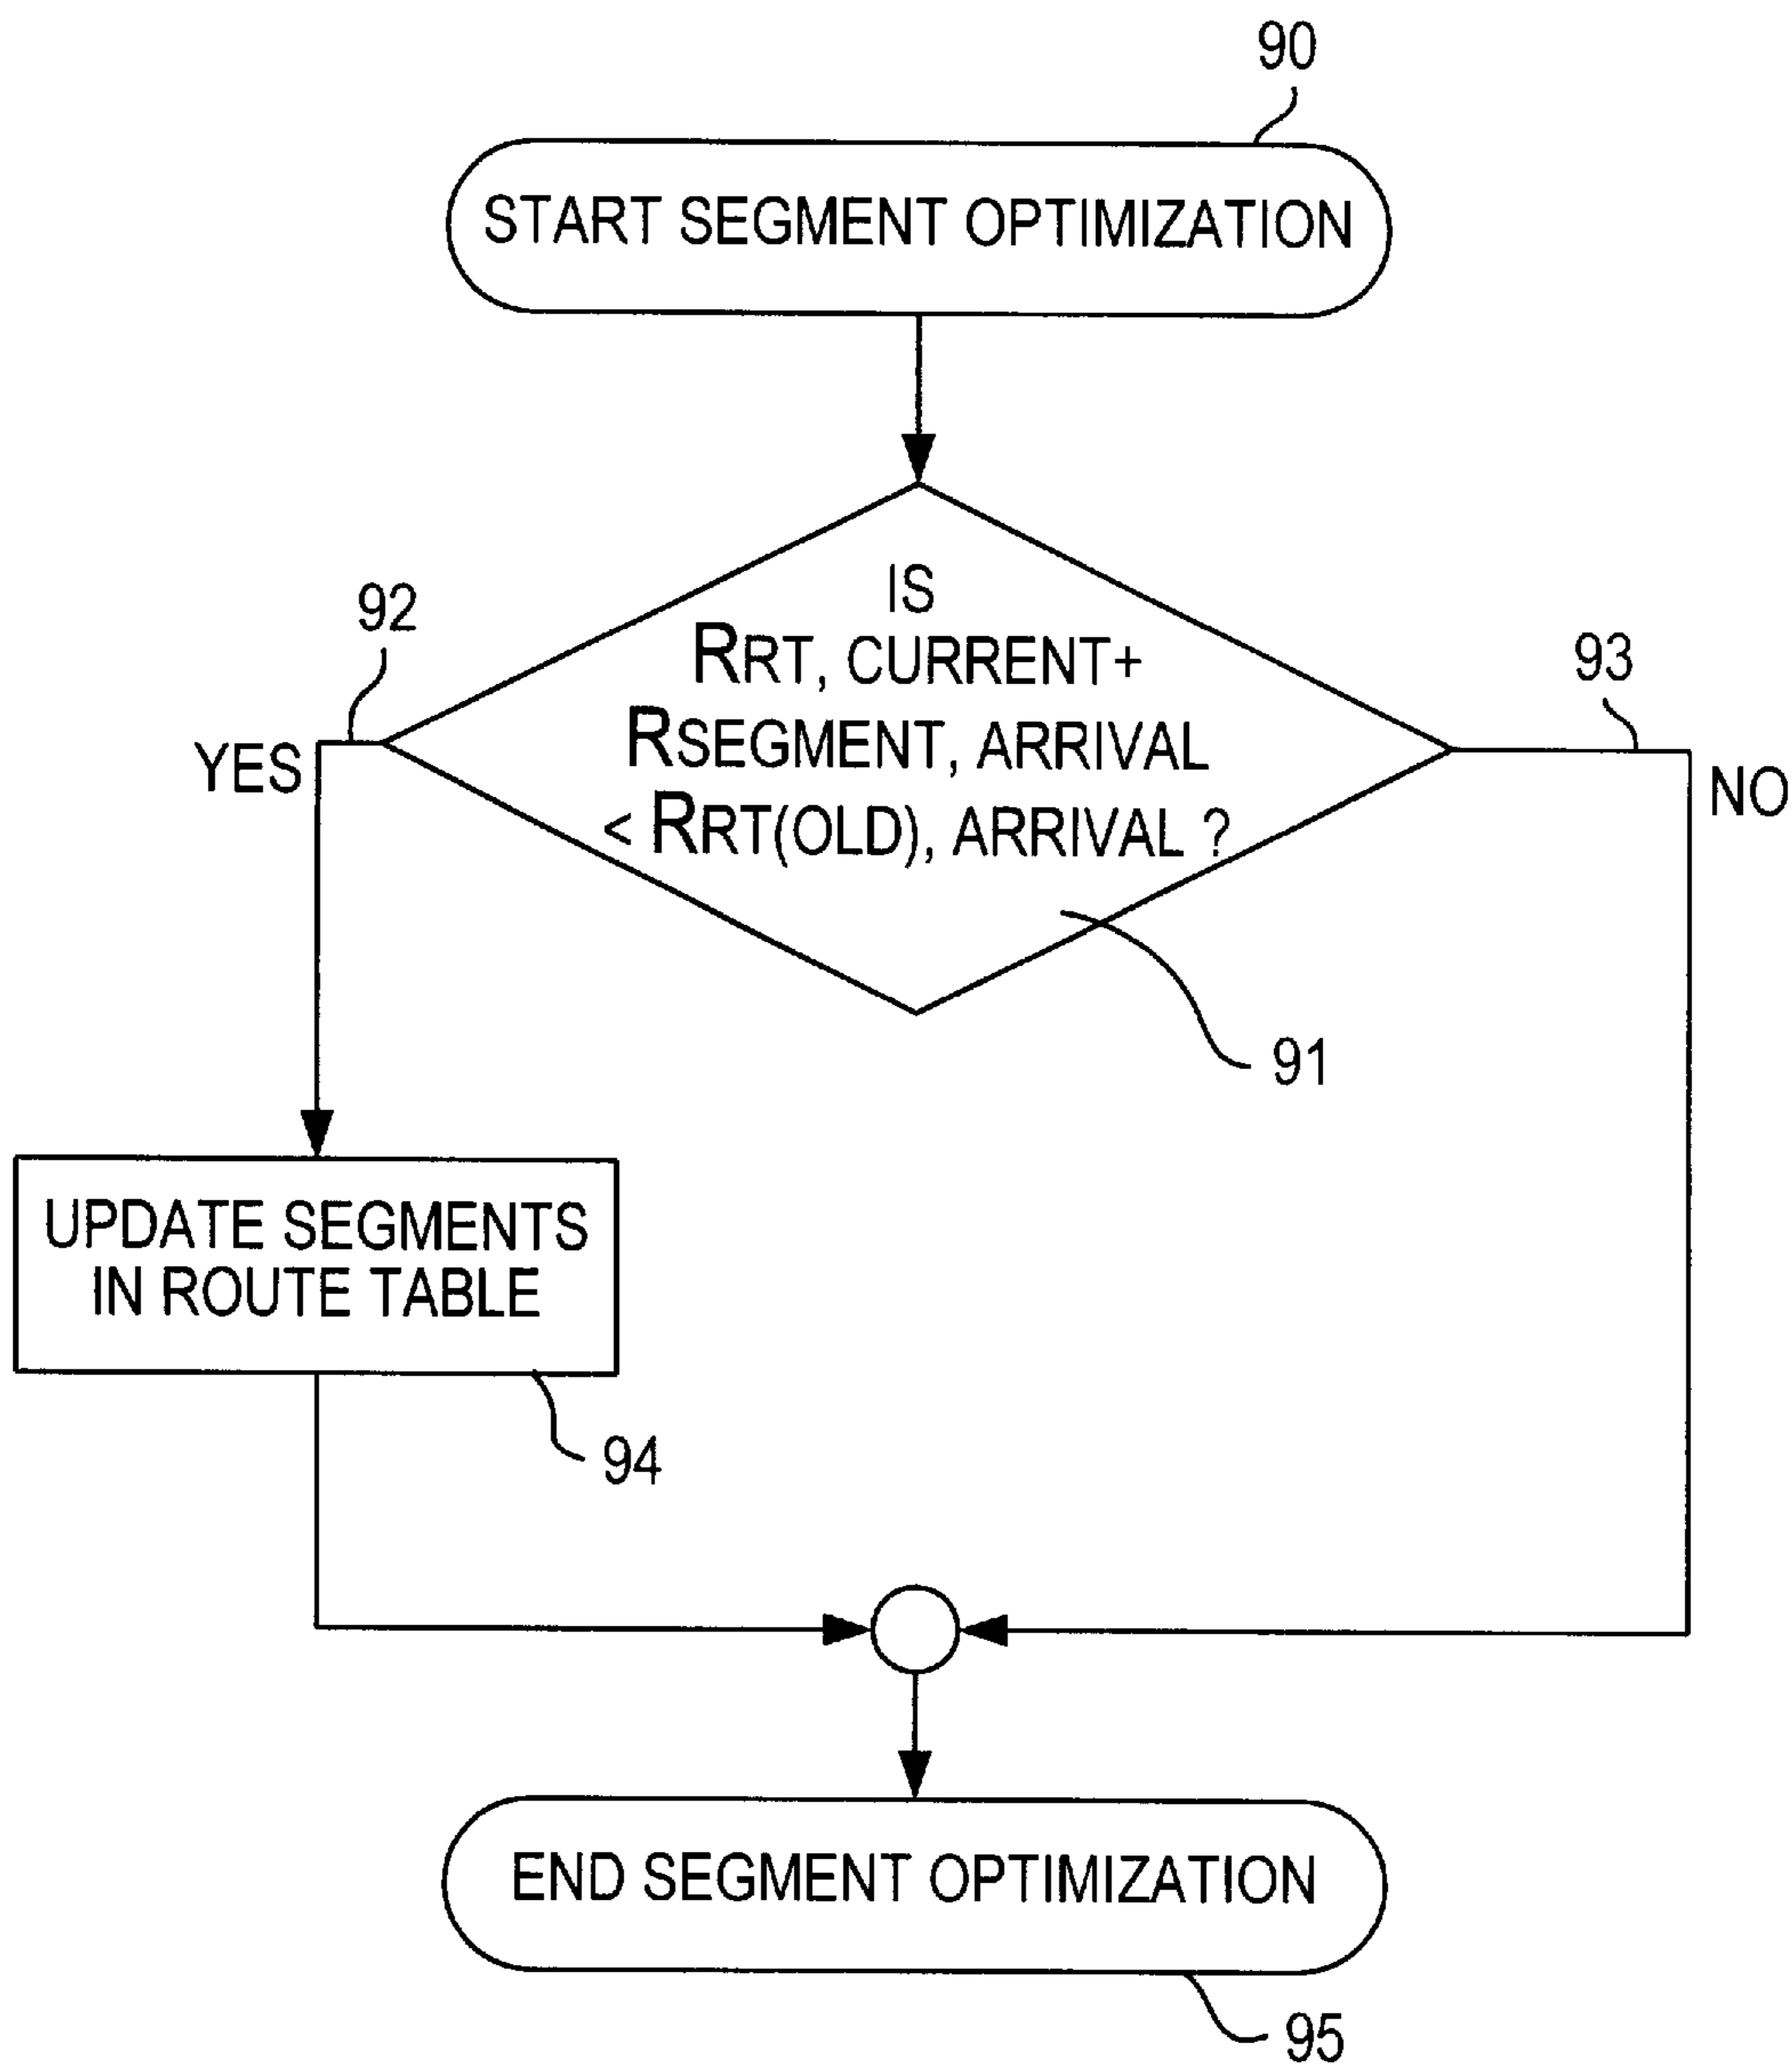 90
START SEGMENT OPTIMIZATION
IS
RRT, CURRENT+
RSEGMENT, ARRIVAL
< RRT(OLD), ARRIVAL ?
92
93
YES
NO
91
UPDATE SEGMENTS
IN ROUTE TABLE
94
END SEGMENT OPTIMIZATION
95